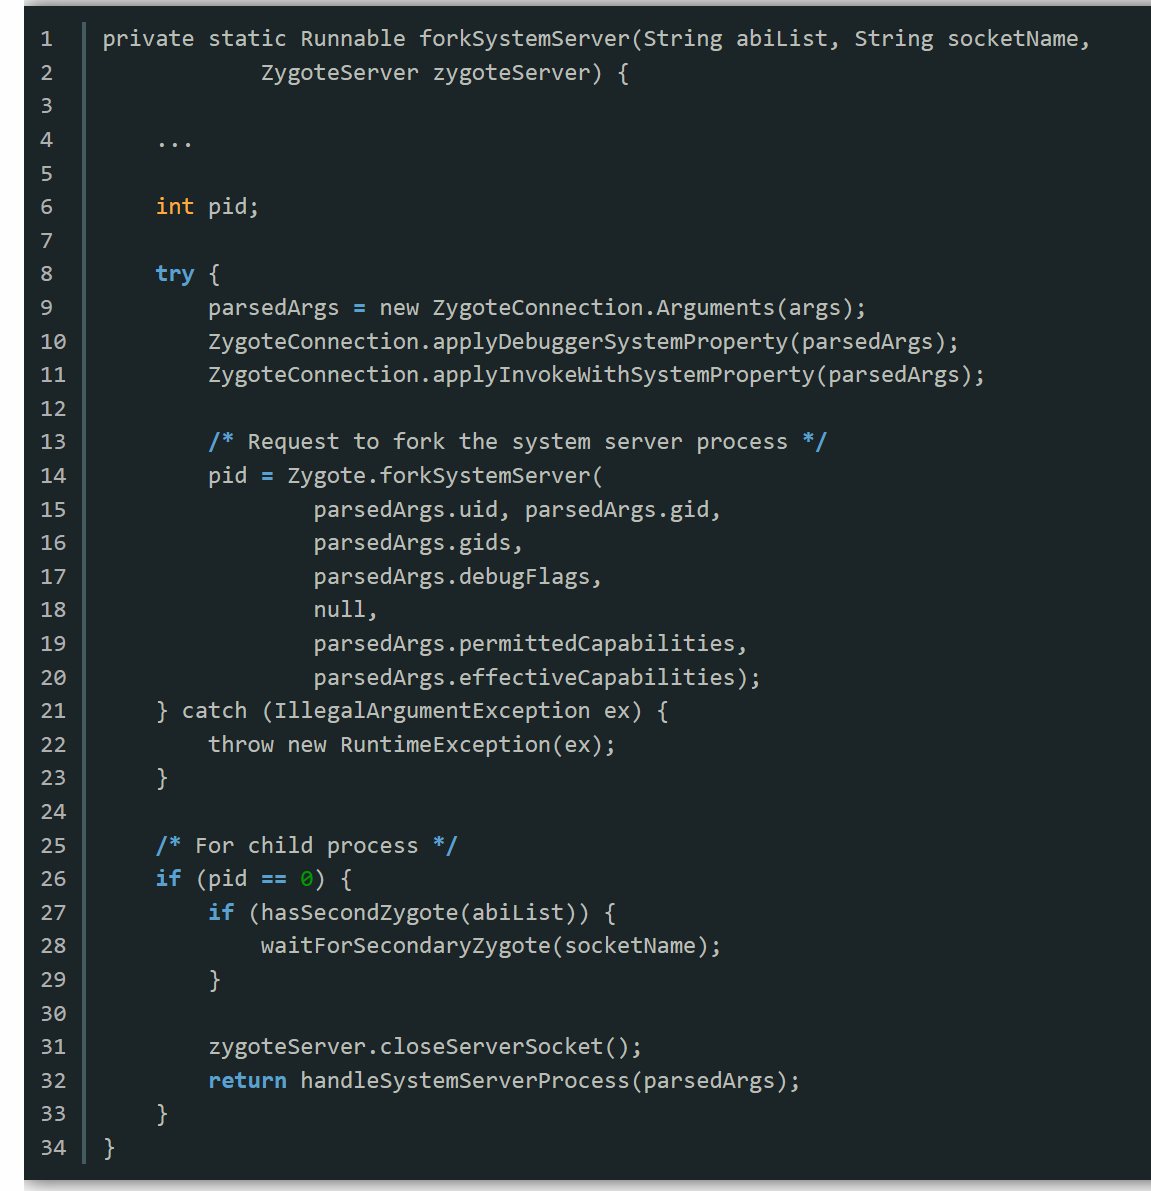 1 private static Runnable forkSystemServer(String abiList, String socketName,
2 ZygoteServer zygoteServer) {
3
4 ...
5
6 int pid;
7
8 try {
9 parsedArgs = new ZygoteConnection.Arguments(args);
10 ZygoteConnection.applyDebuggerSystemProperty(parsedArgs);
11 ZygoteConnection.applyInvokeWithSystemProperty(parsedArgs);
12
13 /* Request to fork the system server process */
14 pid = Zygote.forkSystemServer(
15 parsedArgs.uid, parsedArgs.gid,
16 parsedArgs.gids,
17 parsedArgs.debugFlags,
18 null,
19 parsedArgs.permittedCapabilities,
20 parsedArgs.effectiveCapabilities);
21 } catch (IllegalArgumentException ex) {
22 throw new RuntimeException(ex);
23 }
24
25 /* For child process */
26 if (pid == 0) {
27 if (hasSecondZygote(abiList)) {
28 waitForSecondaryZygote(socketName);
29 }
30
31 zygoteServer.closeServerSocket();
32 return handleSystemServerProcess(parsedArgs);
33 }
34 }